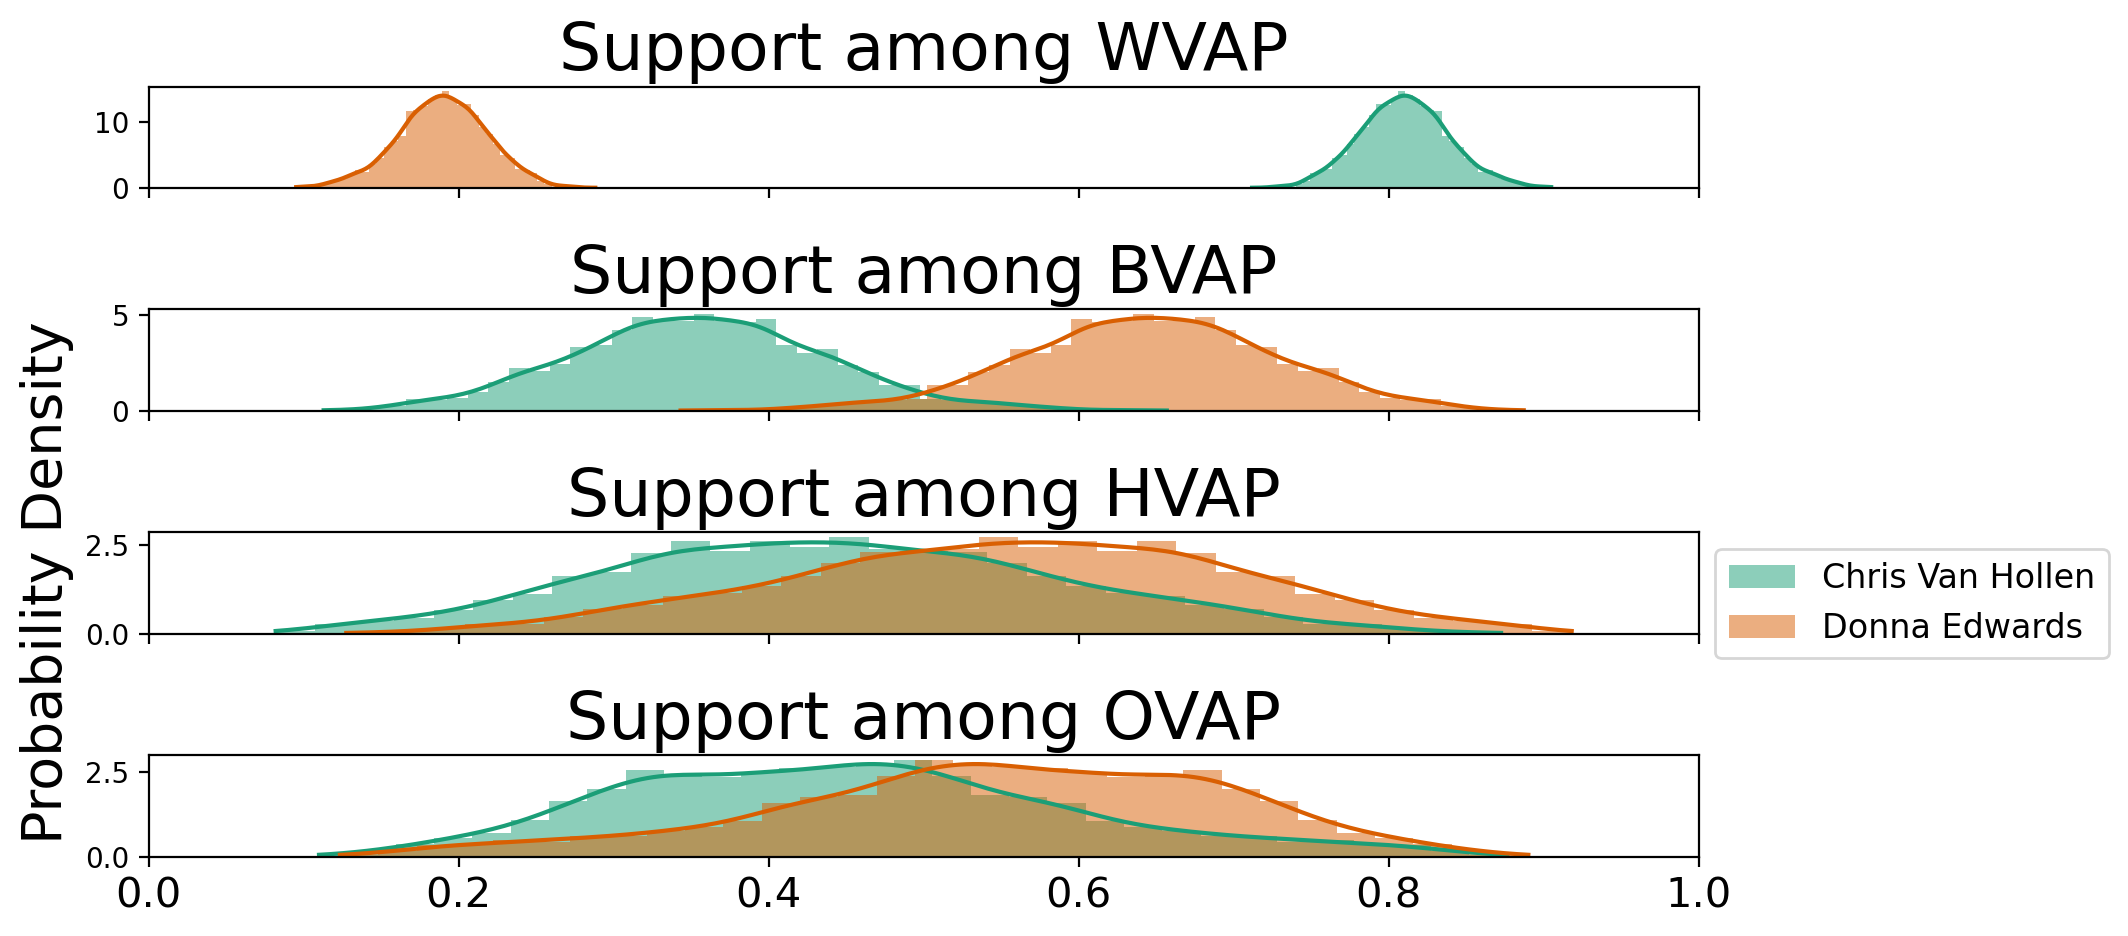 Support among WVAP
10
0
Support among BVAP
5
0
Support among HVAP
2.5
0.0
Support among OVAP
2.5
0.0
0.0 0.2 0.4 0.6 0.8 1.0
Probability Density
Chris Van Hollen
Donna Edwards